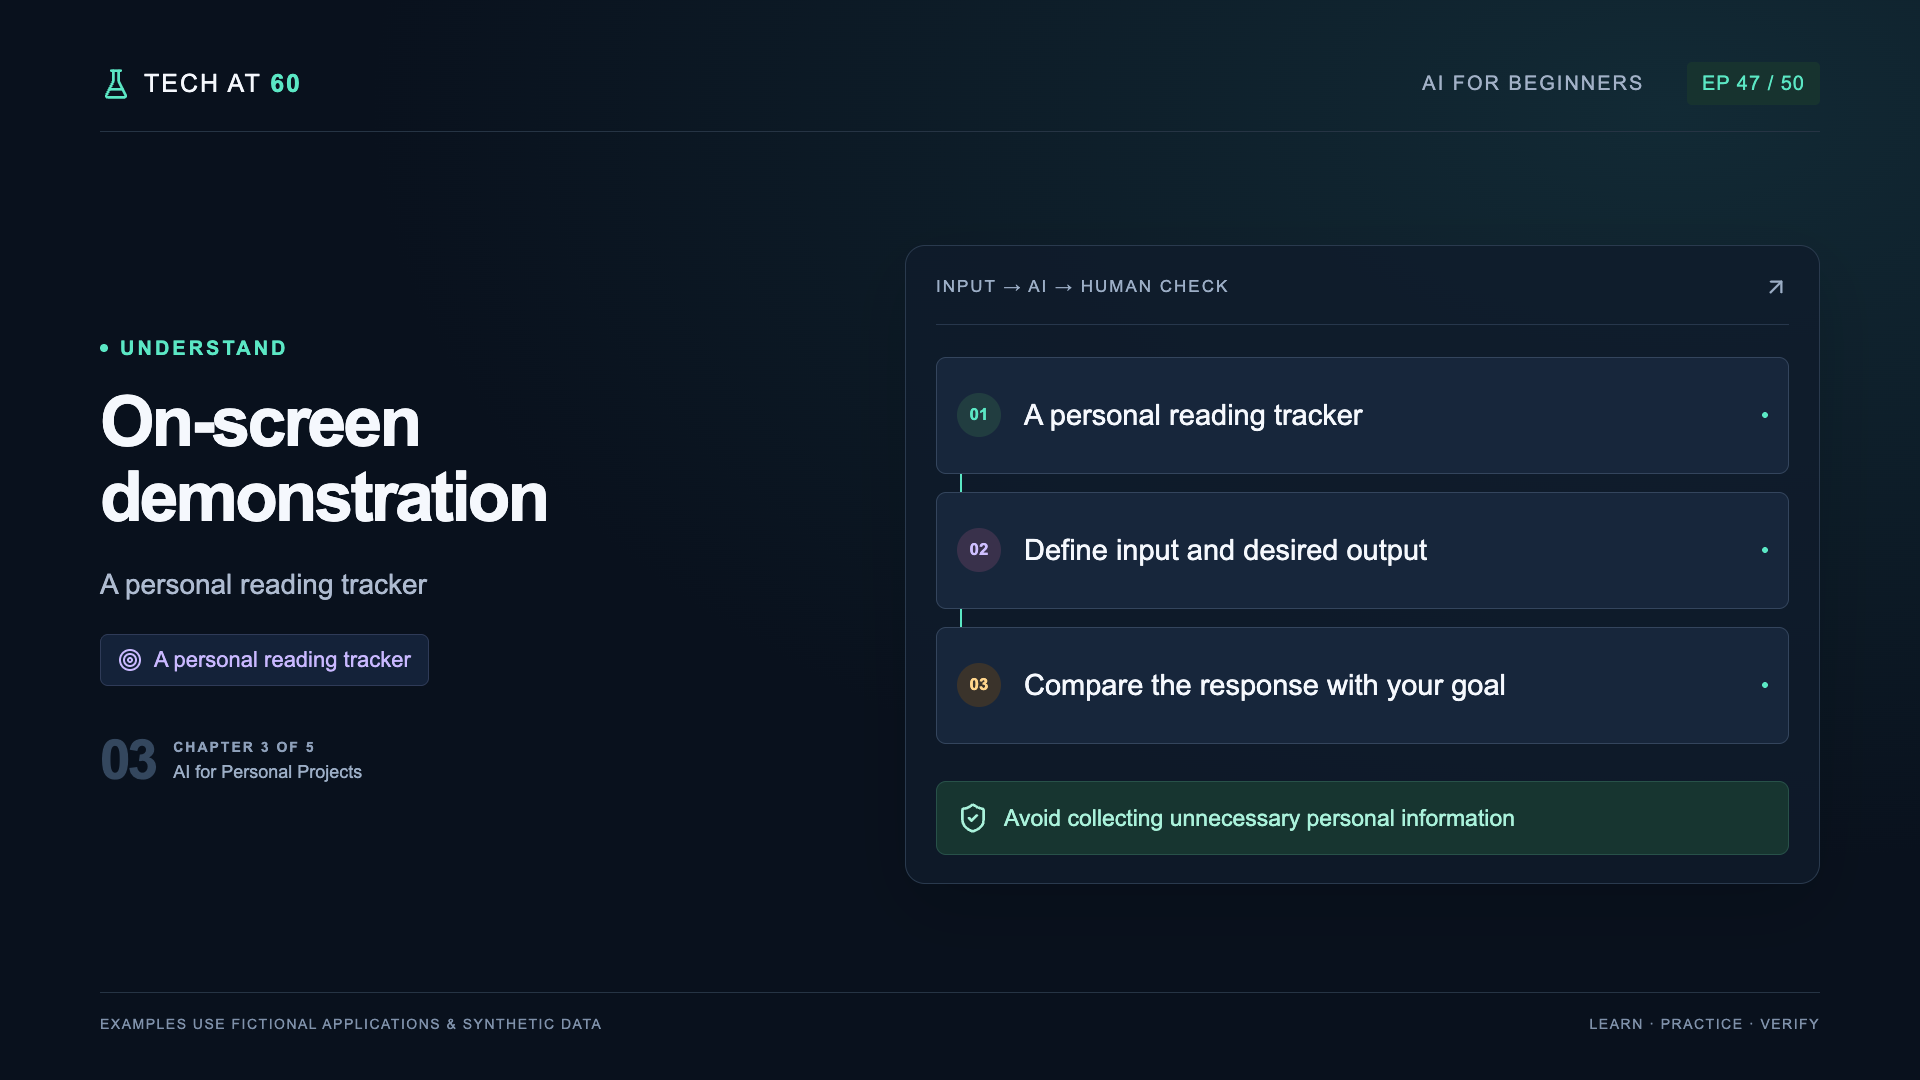 TECH AT 60
AI FOR BEGINNERS
EP 47 / 50
• UNDERSTAND
On-screen
demonstration
A personal reading tracker
A personal reading tracker
03
CHAPTER 3 OF 5
AI for Personal Projects
INPUT → AI → HUMAN CHECK
01 A personal reading tracker
02 Define input and desired output
03 Compare the response with your goal
Avoid collecting unnecessary personal information
EXAMPLES USE FICTIONAL APPLICATIONS & SYNTHETIC DATA
LEARN · PRACTICE · VERIFY